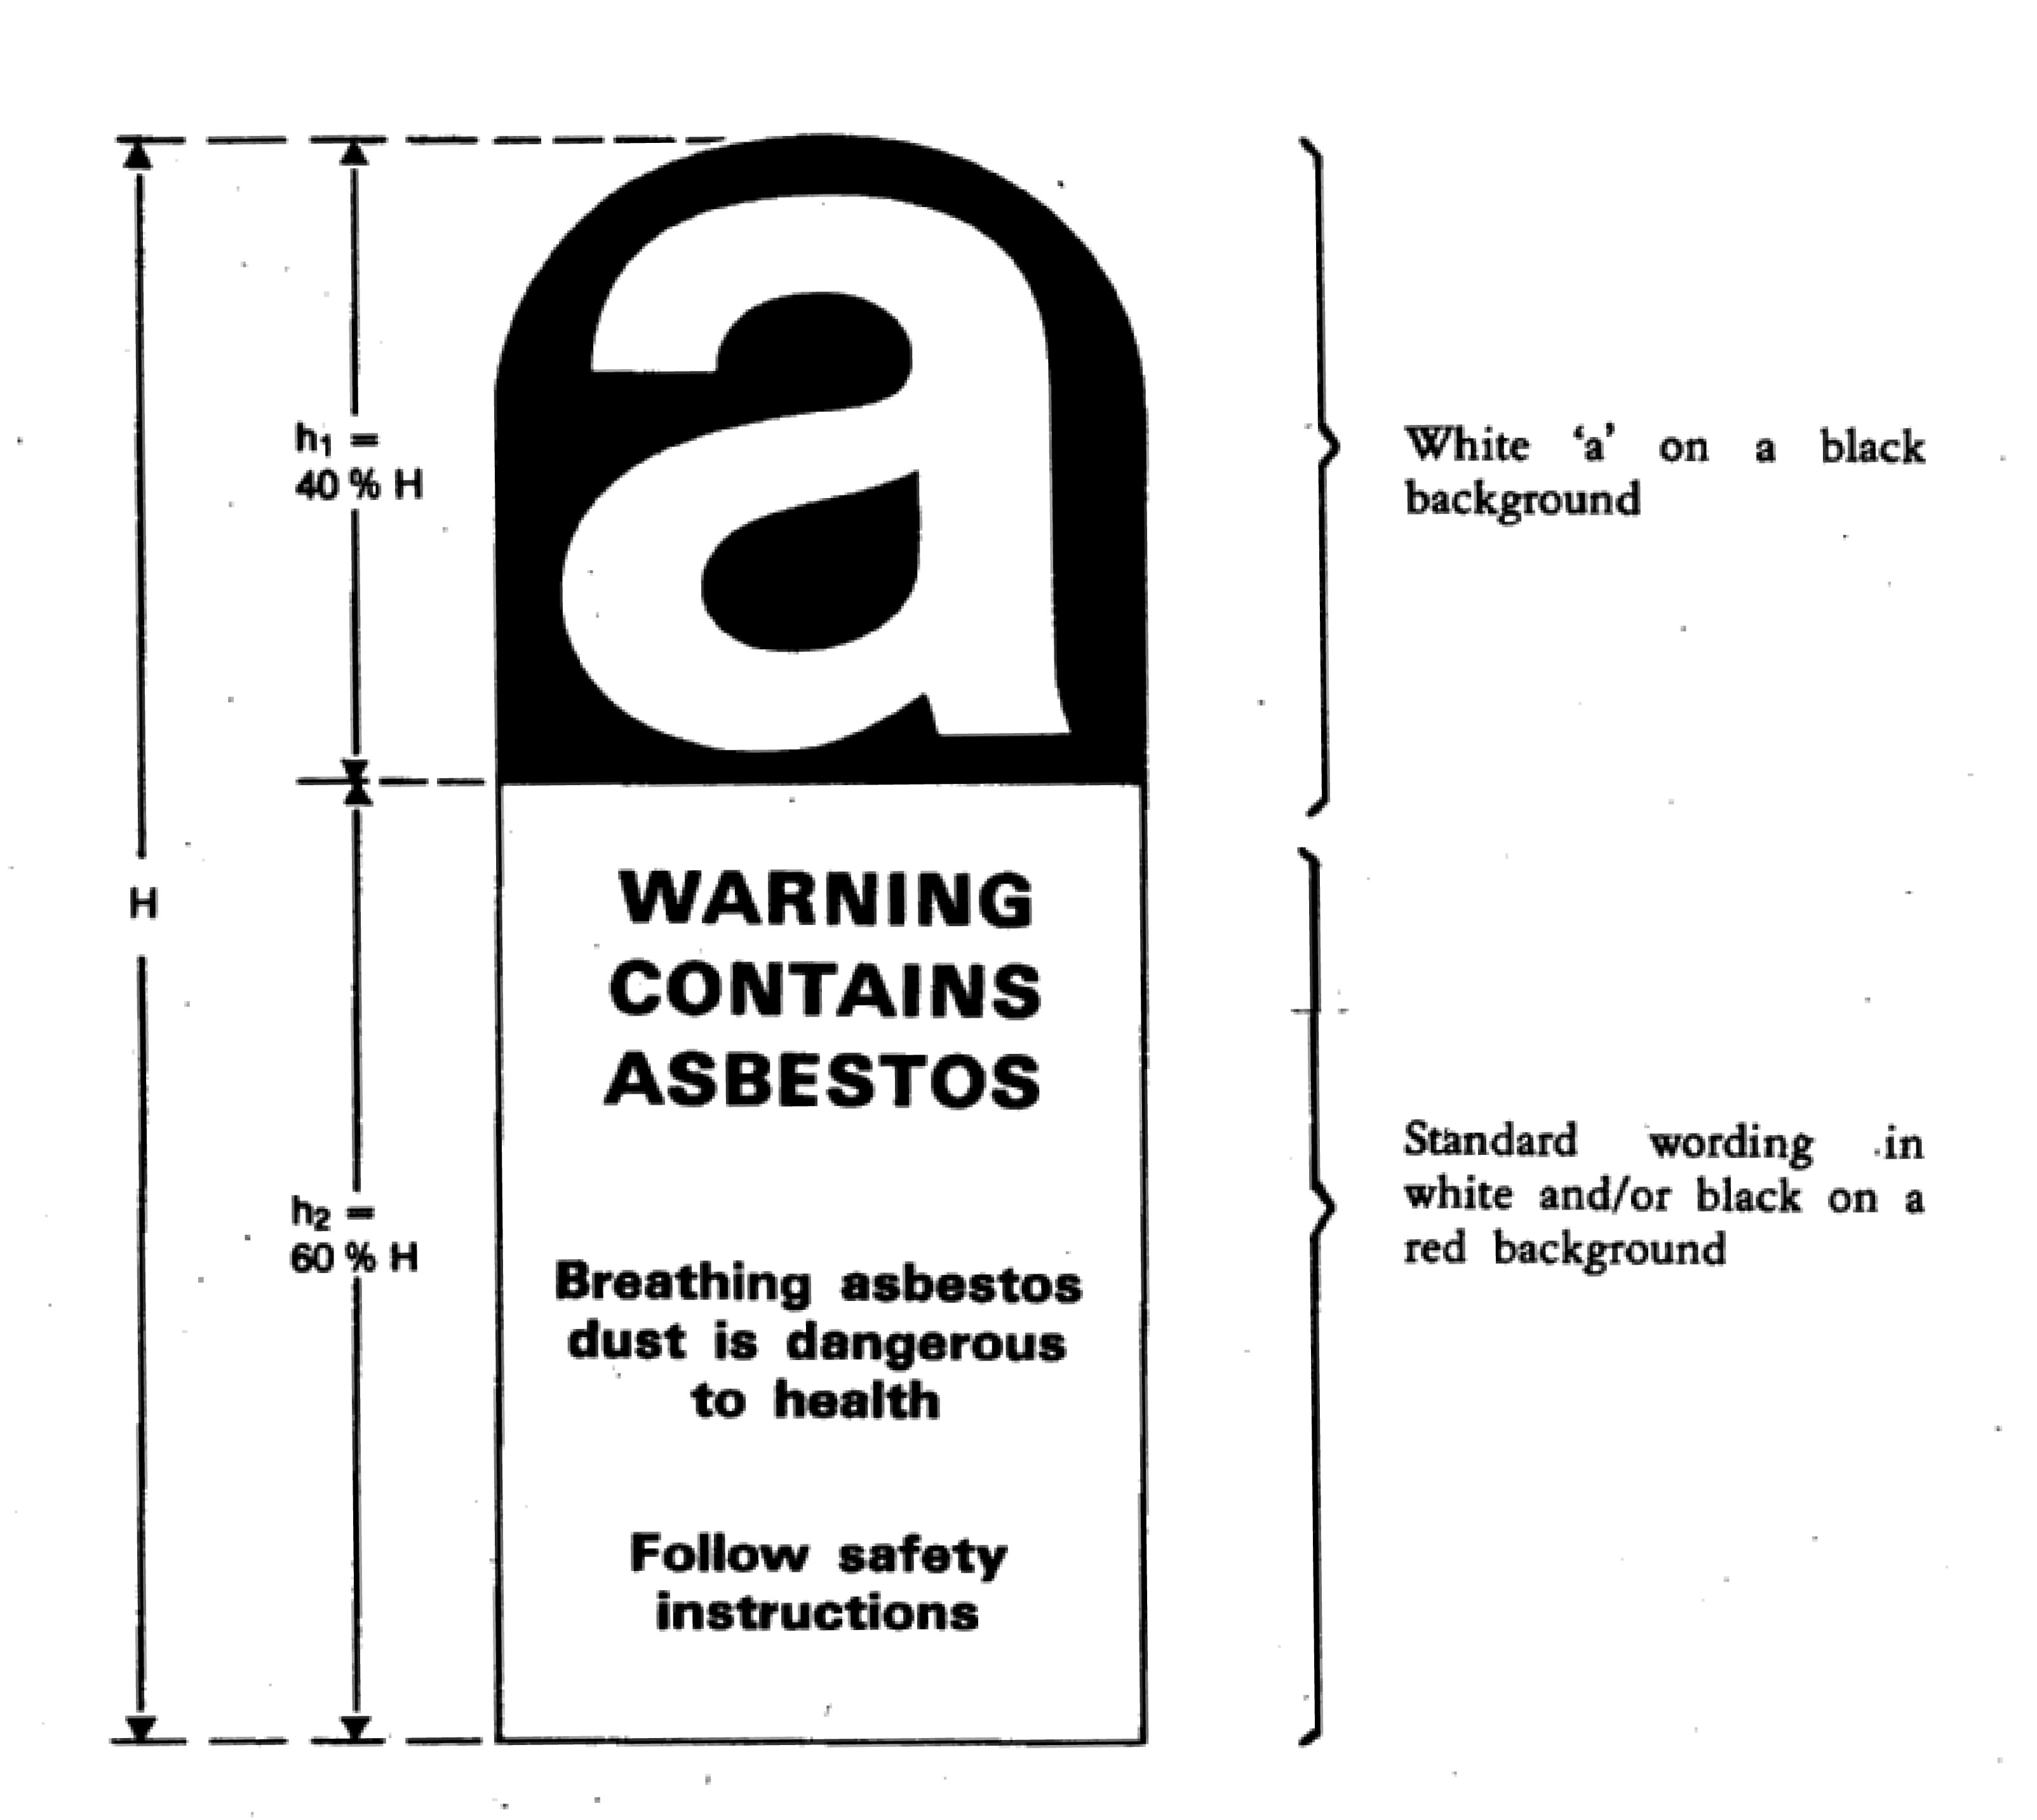 h1 =
40 % H
H
h2 =
60 % H
a
WARNING
CONTAINS
ASBESTOS
Breathing asbestos
dust is dangerous
to health
Follow safety
instructions
White ‘a’ on a black
background
Standard wording in
white and/or black on a
red background